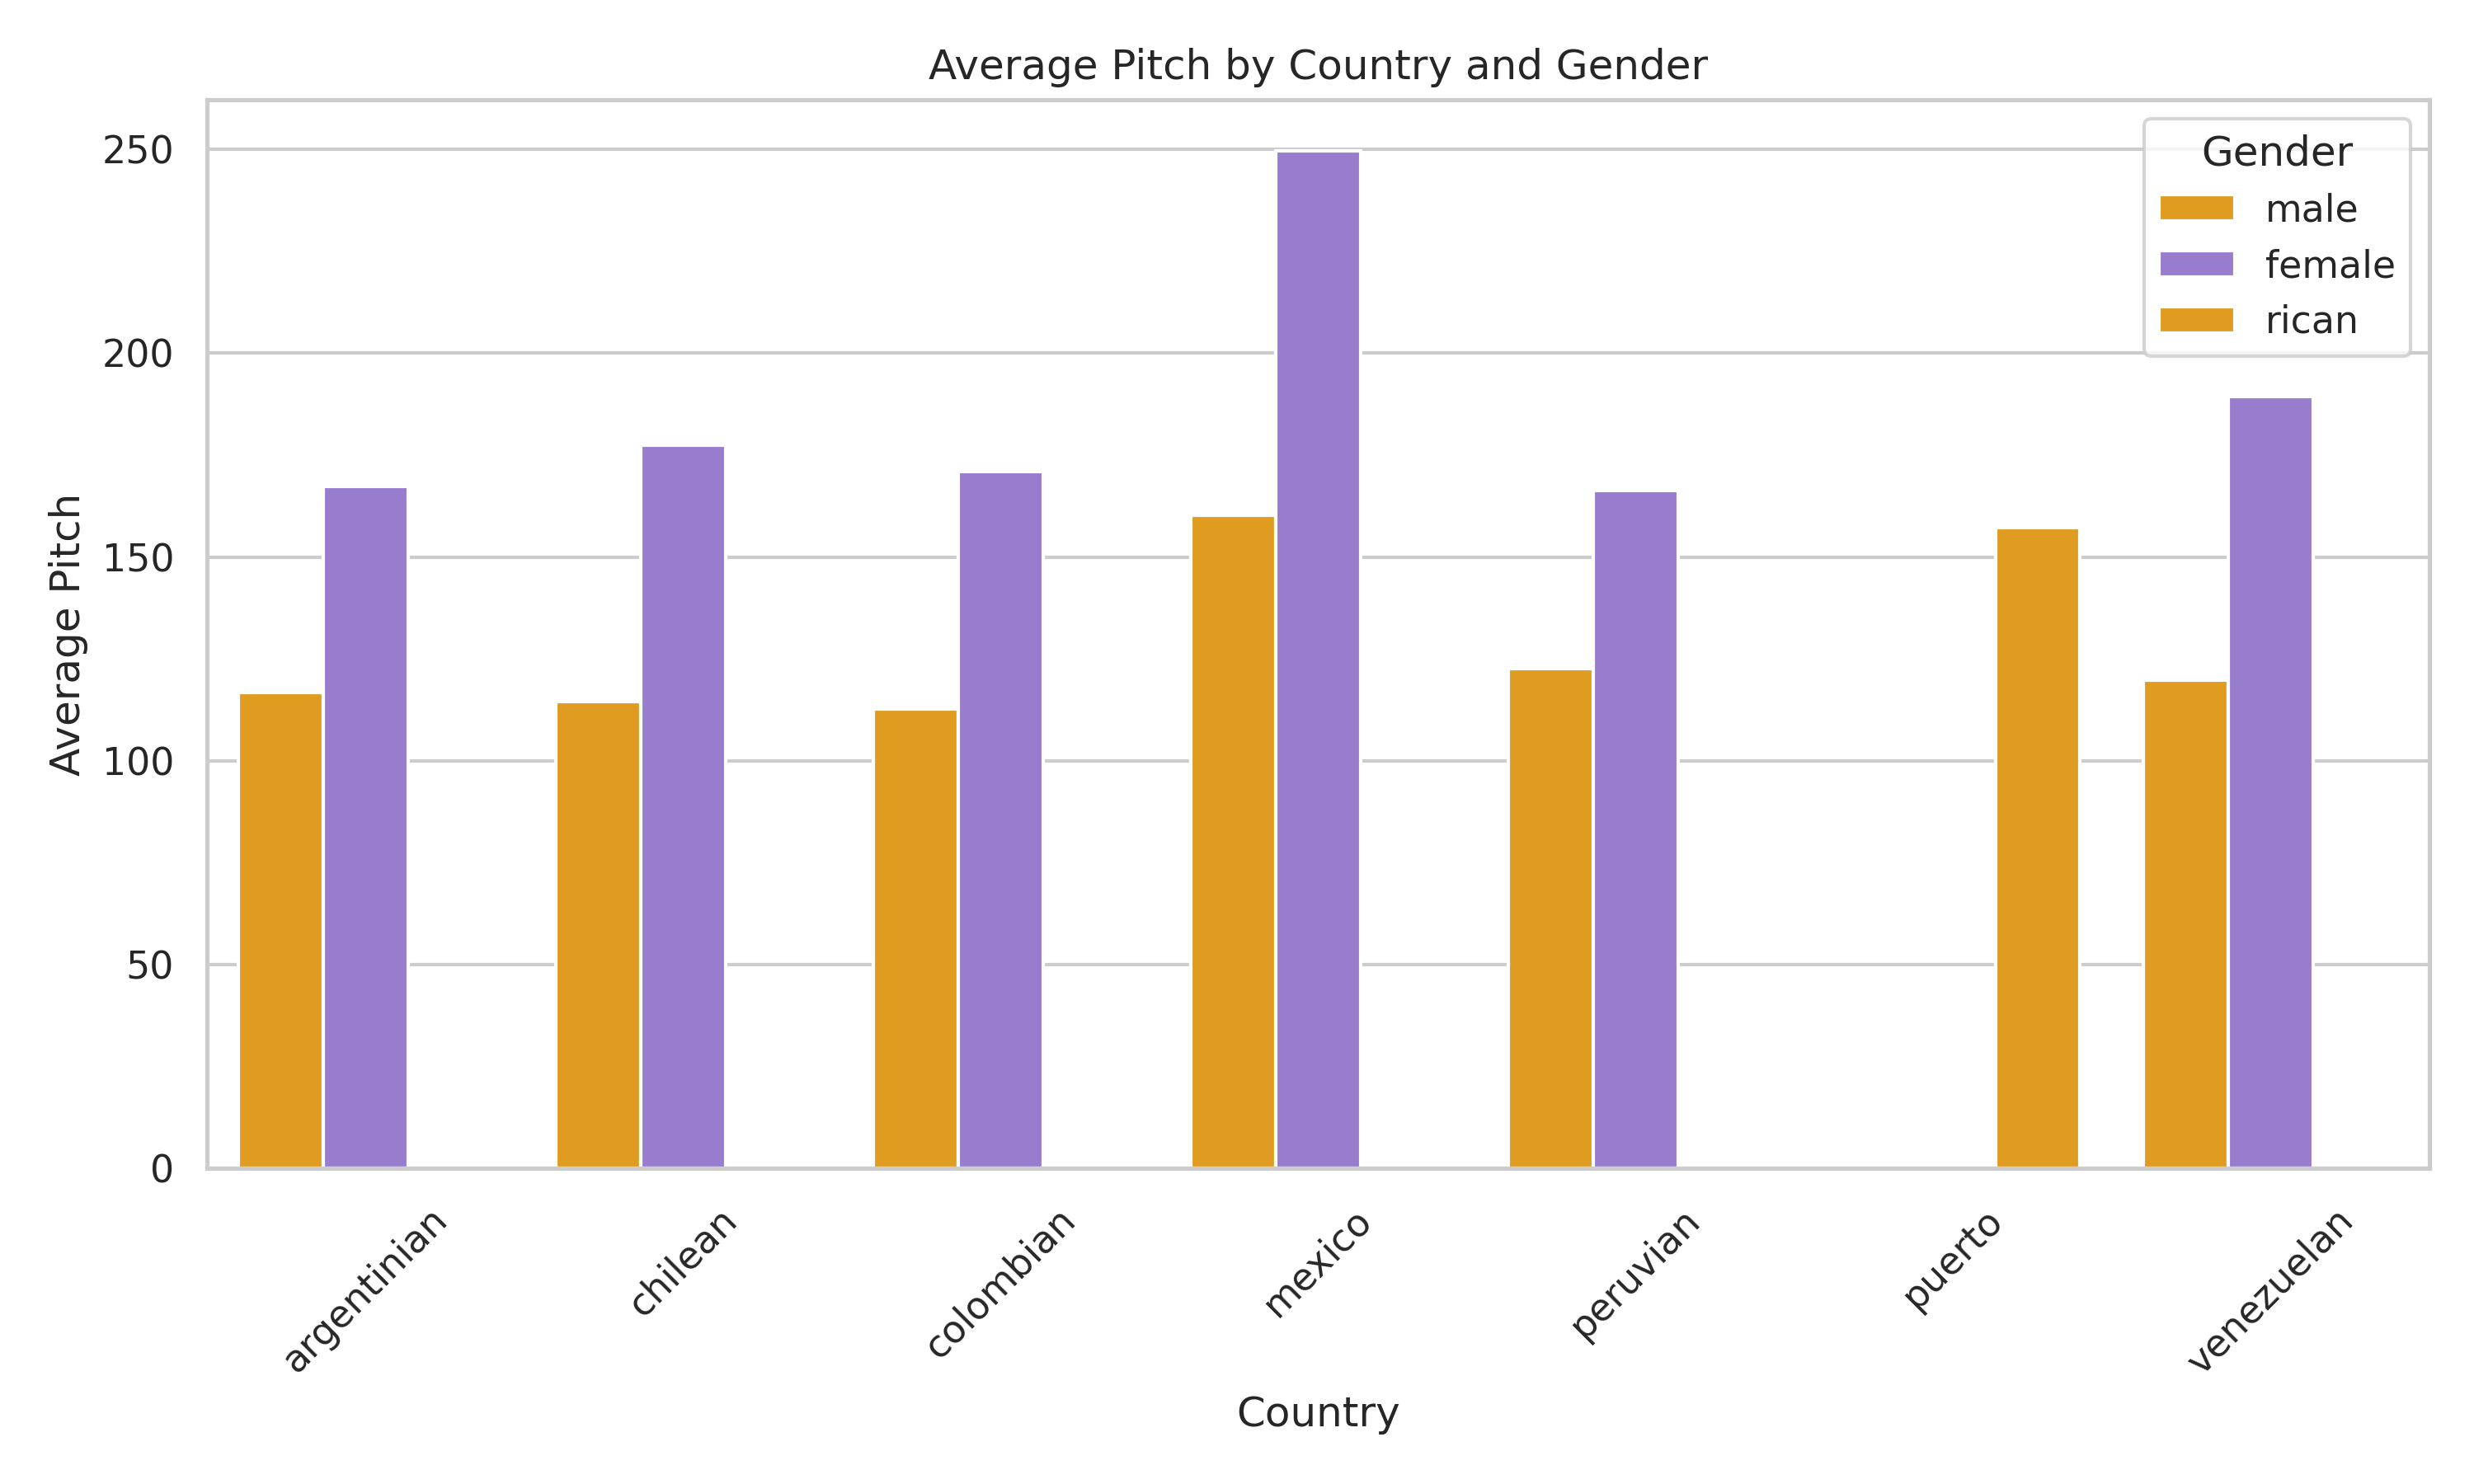 Average Pitch by Country and Gender
Average Pitch
250
200
150
100
50
0
Gender
male
female
rican
argentinian
chilean
colombian
mexico
peruvian
puerto
venezuelan
Country